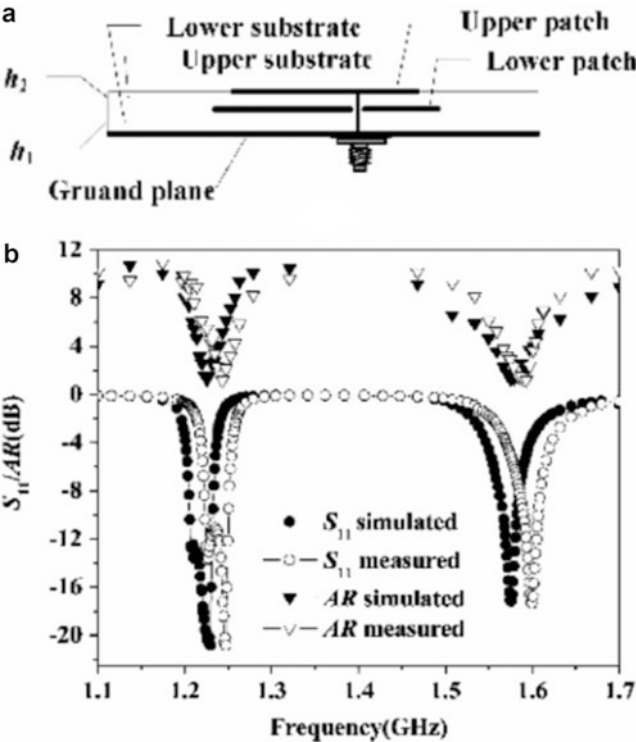 a
Lower substrate
Upper patch
Upper substrate
Lower patch
h2
h1
Gruand plane
b
12
8
4
0
-4
-8
-12
-16
-20
S11/AR(dB)
S11 simulated
S11 measured
AR simulated
AR measured
1.1 1.2 1.3 1.4 1.5 1.6 1.7
Frequency(GHz)